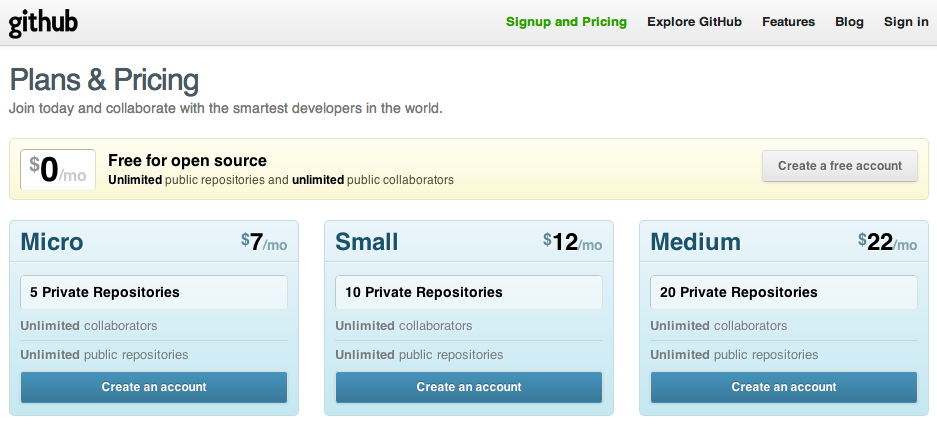 github
Signup and Pricing Explore GitHub Features Blog Sign in
Plans & Pricing
Join today and collaborate with the smartest developers in the world.
$0/mo
Free for open source
Unlimited public repositories and unlimited public collaborators
Create a free account
Micro $7/mo
5 Private Repositories
Unlimited collaborators
Unlimited public repositories
Create an account
Small $12/mo
10 Private Repositories
Unlimited collaborators
Unlimited public repositories
Create an account
Medium $22/mo
20 Private Repositories
Unlimited collaborators
Unlimited public repositories
Create an account